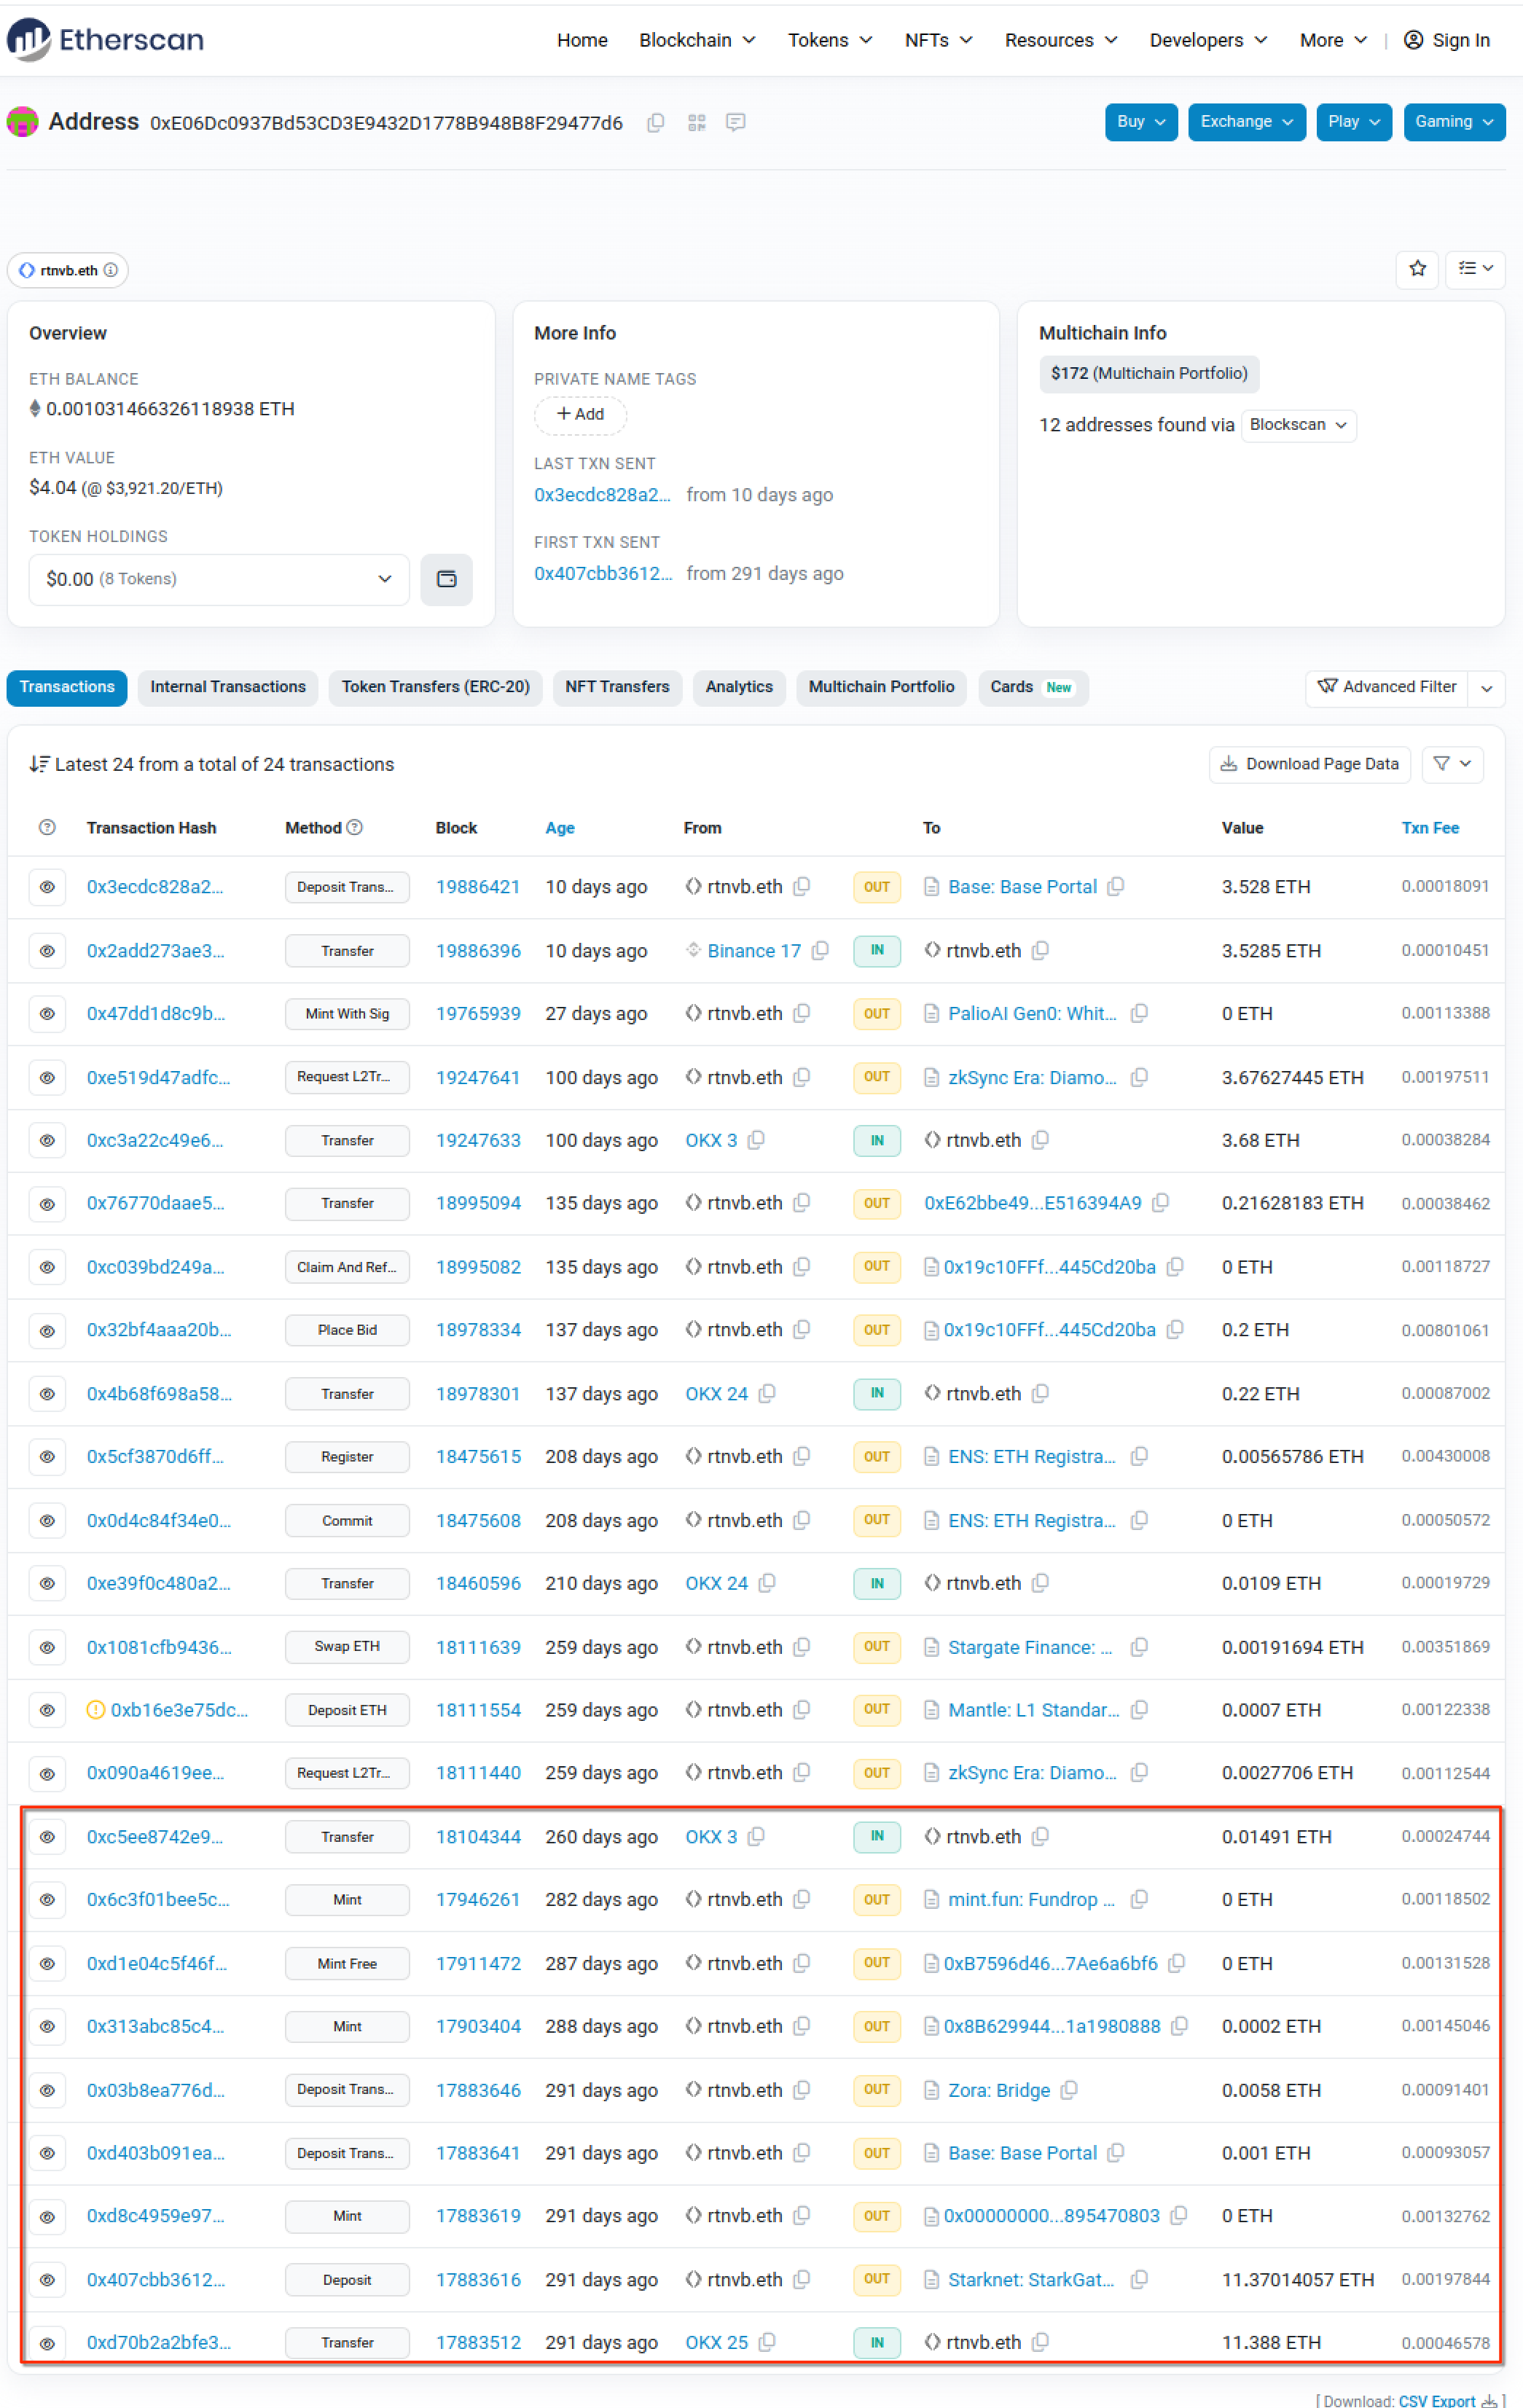 Etherscan
Home Blockchain Tokens NFTs Resources Developers More | Sign In
Address 0xE06Dc0937Bd53CD3E9432D1778B948B8F29477d6
Buy Exchange Play Gaming
rtnvb.eth
Overview
ETH BALANCE
0.001031466326118938 ETH
ETH VALUE
$4.04 (@ $3,921.20/ETH)
TOKEN HOLDINGS
$0.00 (8 Tokens)
More Info
PRIVATE NAME TAGS
+ Add
LAST TXN SENT
0x3ecdc828a2... from 10 days ago
FIRST TXN SENT
0x407cbb3612... from 291 days ago
Multichain Info
$172 (Multichain Portfolio)
12 addresses found via Blockscan
Transactions Internal Transactions Token Transfers (ERC-20) NFT Transfers Analytics Multichain Portfolio Cards New Advanced Filter
Latest 24 from a total of 24 transactions Download Page Data
Transaction Hash Method Block Age From To Value Txn Fee
0x3ecdc828a2... Deposit Trans... 19886421 10 days ago rtnvb.eth OUT Base: Base Portal 3.528 ETH 0.00018091
0x2add273ae3... Transfer 19886396 10 days ago Binance 17 IN rtnvb.eth 3.5285 ETH 0.00010451
0x47dd1d8c9b... Mint With Sig 19765939 27 days ago rtnvb.eth OUT PalioAI Gen0: Whit... 0 ETH 0.00113388
0xe519d47adfc... Request L2Tr... 19247641 100 days ago rtnvb.eth OUT zkSync Era: Diamo... 3.67627445 ETH 0.00197511
0xc3a22c49e6... Transfer 19247633 100 days ago OKX 3 IN rtnvb.eth 3.68 ETH 0.00038284
0x76770daae5... Transfer 18995094 135 days ago rtnvb.eth OUT 0xE62bbe49...E516394A9 0.21628183 ETH 0.00038462
0xc039bd249a... Claim And Ref... 18995082 135 days ago rtnvb.eth OUT 0x19c10FFf...445Cd20ba 0 ETH 0.00118727
0x32bf4aaa20b... Place Bid 18978334 137 days ago rtnvb.eth OUT 0x19c10FFf...445Cd20ba 0.2 ETH 0.00801061
0x4b68f698a58... Transfer 18978301 137 days ago OKX 24 IN rtnvb.eth 0.22 ETH 0.00087002
0x5cf3870d6ff... Register 18475615 208 days ago rtnvb.eth OUT ENS: ETH Registra... 0.00565786 ETH 0.00430008
0x0d4c84f34e0... Commit 18475608 208 days ago rtnvb.eth OUT ENS: ETH Registra... 0 ETH 0.00050572
0xe39f0c480a2... Transfer 18460596 210 days ago OKX 24 IN rtnvb.eth 0.0109 ETH 0.00019729
0x1081cfb9436... Swap ETH 18111639 259 days ago rtnvb.eth OUT Stargate Finance: ... 0.00191694 ETH 0.00351869
0xb16e3e75dc... Deposit ETH 18111554 259 days ago rtnvb.eth OUT Mantle: L1 Standar... 0.0007 ETH 0.00122338
0x090a4619ee... Request L2Tr... 18111440 259 days ago rtnvb.eth OUT zkSync Era: Diamo... 0.0027706 ETH 0.00112544
0xc5ee8742e9... Transfer 18104344 260 days ago OKX 3 IN rtnvb.eth 0.01491 ETH 0.00024744
0x6c3f01bee5c... Mint 17946261 282 days ago rtnvb.eth OUT mint.fun: Fundrop ... 0 ETH 0.00118502
0xd1e04c5f46f... Mint Free 17911472 287 days ago rtnvb.eth OUT 0xB7596d46...7Ae6a6bf6 0 ETH 0.00131528
0x313abc85c4... Mint 17903404 288 days ago rtnvb.eth OUT 0x8B629944...1a1980888 0.0002 ETH 0.00145046
0x03b8ea776d... Deposit Trans... 17883646 291 days ago rtnvb.eth OUT Zora: Bridge 0.0058 ETH 0.00091401
0xd403b091ea... Deposit Trans... 17883641 291 days ago rtnvb.eth OUT Base: Base Portal 0.001 ETH 0.00093057
0xd8c4959e97... Mint 17883619 291 days ago rtnvb.eth OUT 0x00000000...895470803 0 ETH 0.00132762
0x407cbb3612... Deposit 17883616 291 days ago rtnvb.eth OUT Starknet: StarkGat... 11.37014057 ETH 0.00197844
0xd70b2a2bfe3... Transfer 17883512 291 days ago OKX 25 IN rtnvb.eth 11.388 ETH 0.00046578
[ Download: CSV Export ]